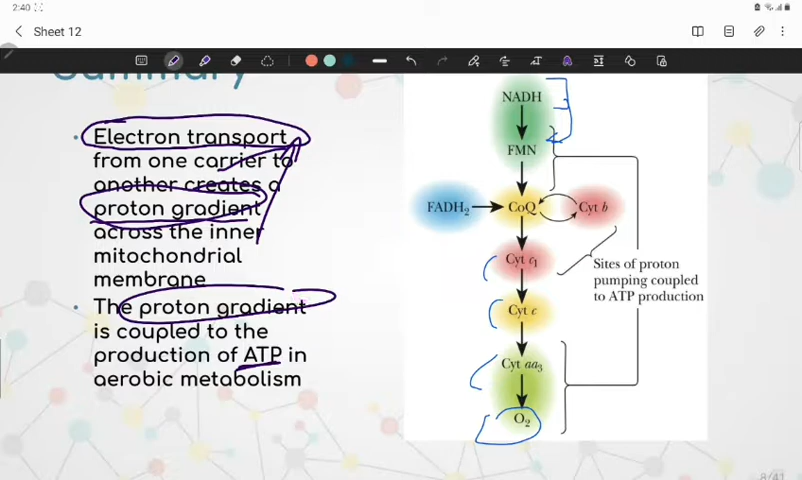 2:40
Sheet 12
Summary
Electron transport
from one carrier to
another creates a
proton gradient
across the inner
mitochondrial
membrane
The proton gradient
is coupled to the
production of ATP in
aerobic metabolism
NADH
FMN
FADH₂
CoQ
Cyt b
Cyt c₁
Sites of proton
pumping coupled
to ATP production
Cyt c
Cyt aa₃
O₂
8/41